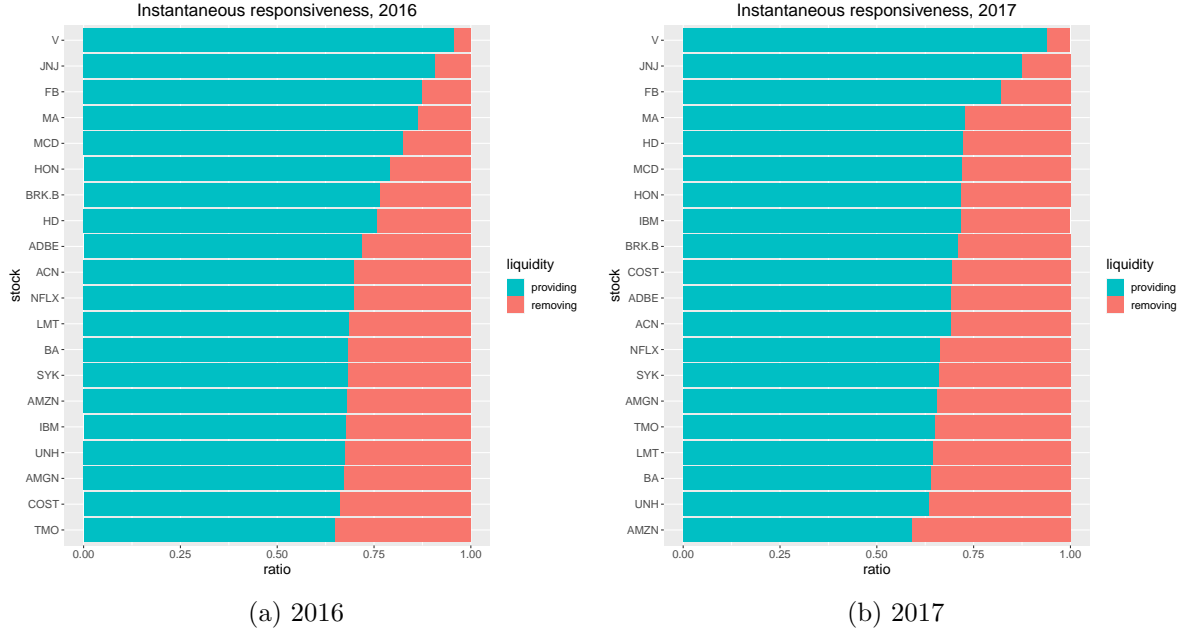 Instantaneous responsiveness, 2016
V
JNJ
FB
MA
MCD
HON
BRK.B
HD
ADBE
ACN
NFLX
LMT
BA
SYK
AMZN
IBM
UNH
AMGN
COST
TMO
stock
0.00 0.25 0.50 0.75 1.00
ratio
liquidity
providing
removing
(a) 2016
Instantaneous responsiveness, 2017
V
JNJ
FB
MA
HD
MCD
HON
IBM
BRK.B
COST
ADBE
ACN
NFLX
SYK
AMGN
TMO
LMT
BA
UNH
AMZN
stock
0.00 0.25 0.50 0.75 1.00
ratio
liquidity
providing
removing
(b) 2017